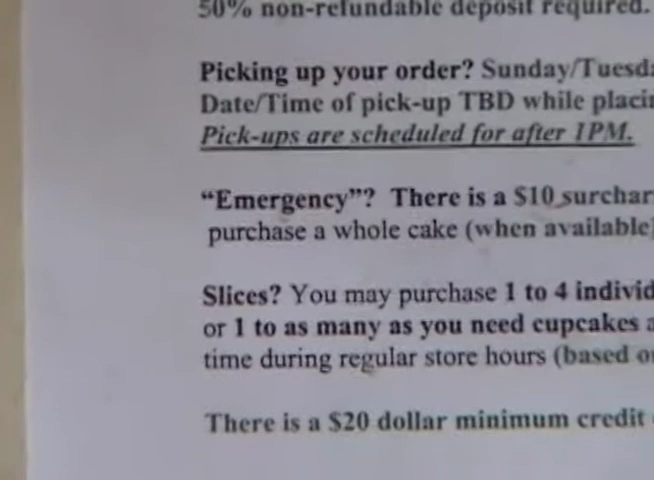 50% non-refundable deposit required.
Picking up your order? Sunday/Tuesd
Date/Time of pick-up TBD while placi
Pick-ups are scheduled for after 1PM.
“Emergency”? There is a $10 surchar
purchase a whole cake (when available
Slices? You may purchase 1 to 4 individ
or 1 to as many as you need cupcakes a
time during regular store hours (based o
There is a $20 dollar minimum credit